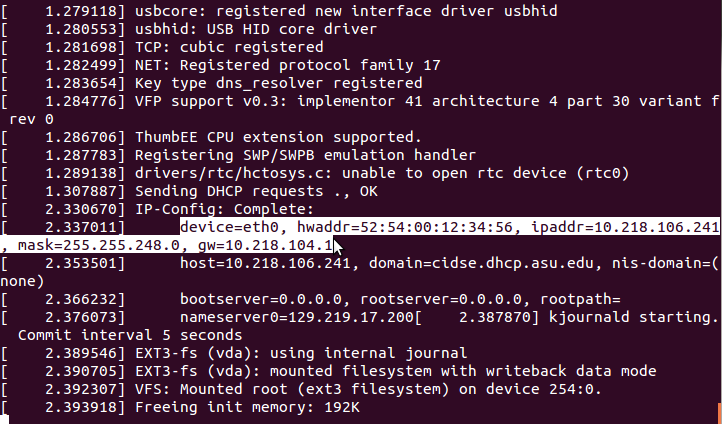 [    1.279118] usbcore: registered new interface driver usbhid
[    1.280553] usbhid: USB HID core driver
[    1.281698] TCP: cubic registered
[    1.282499] NET: Registered protocol family 17
[    1.283654] Key type dns_resolver registered
[    1.284776] VFP support v0.3: implementor 41 architecture 4 part 30 variant f
 rev 0
[    1.286706] ThumbEE CPU extension supported.
[    1.287783] Registering SWP/SWPB emulation handler
[    1.289138] drivers/rtc/hctosys.c: unable to open rtc device (rtc0)
[    1.307887] Sending DHCP requests ., OK
[    2.330670] IP-Config: Complete:
[    2.337011]      device=eth0, hwaddr=52:54:00:12:34:56, ipaddr=10.218.106.241
, mask=255.255.248.0, gw=10.218.104.1
[    2.353501]      host=10.218.106.241, domain=cidse.dhcp.asu.edu, nis-domain=(
none)
[    2.366232]      bootserver=0.0.0.0, rootserver=0.0.0.0, rootpath=
[    2.376073]      nameserver0=129.219.17.200[    2.387870] kjournald starting.
  Commit interval 5 seconds
[    2.389546] EXT3-fs (vda): using internal journal
[    2.390705] EXT3-fs (vda): mounted filesystem with writeback data mode
[    2.392307] VFS: Mounted root (ext3 filesystem) on device 254:0.
[    2.393918] Freeing init memory: 192K